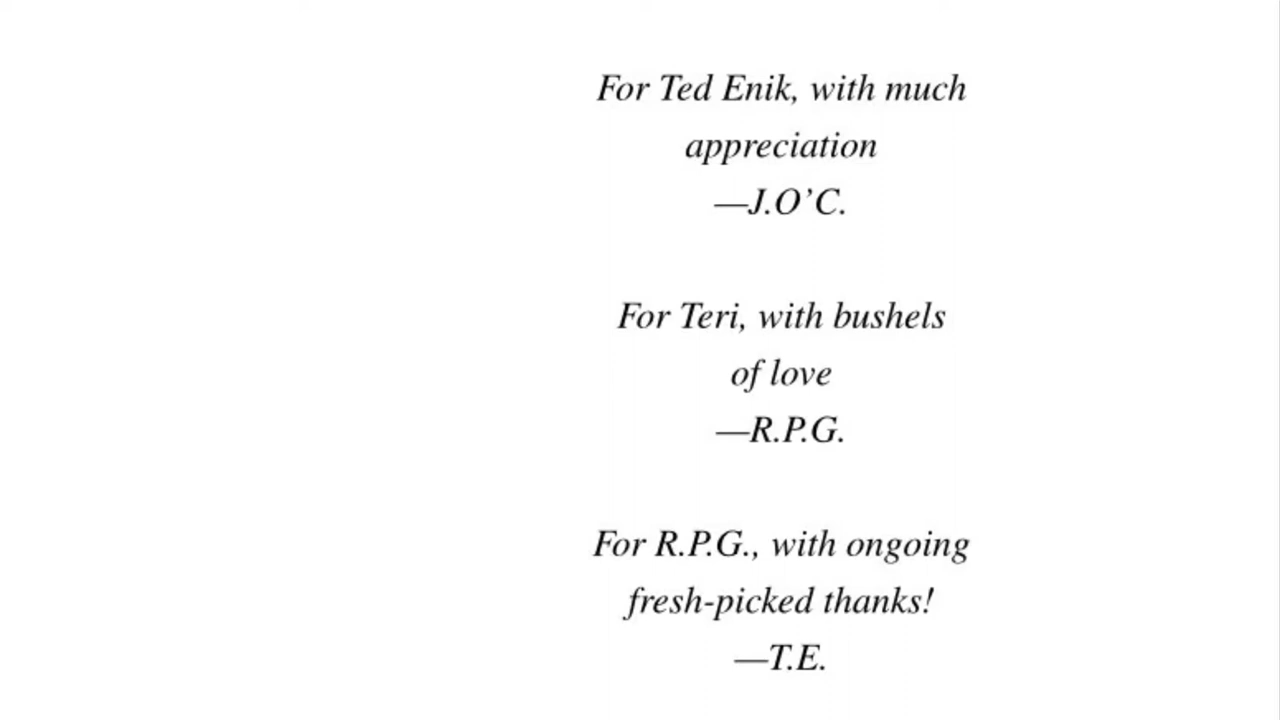 For Ted Enik, with much
appreciation
—J.O’C.
For Teri, with bushels
of love
—R.P.G.
For R.P.G., with ongoing
fresh-picked thanks!
—T.E.